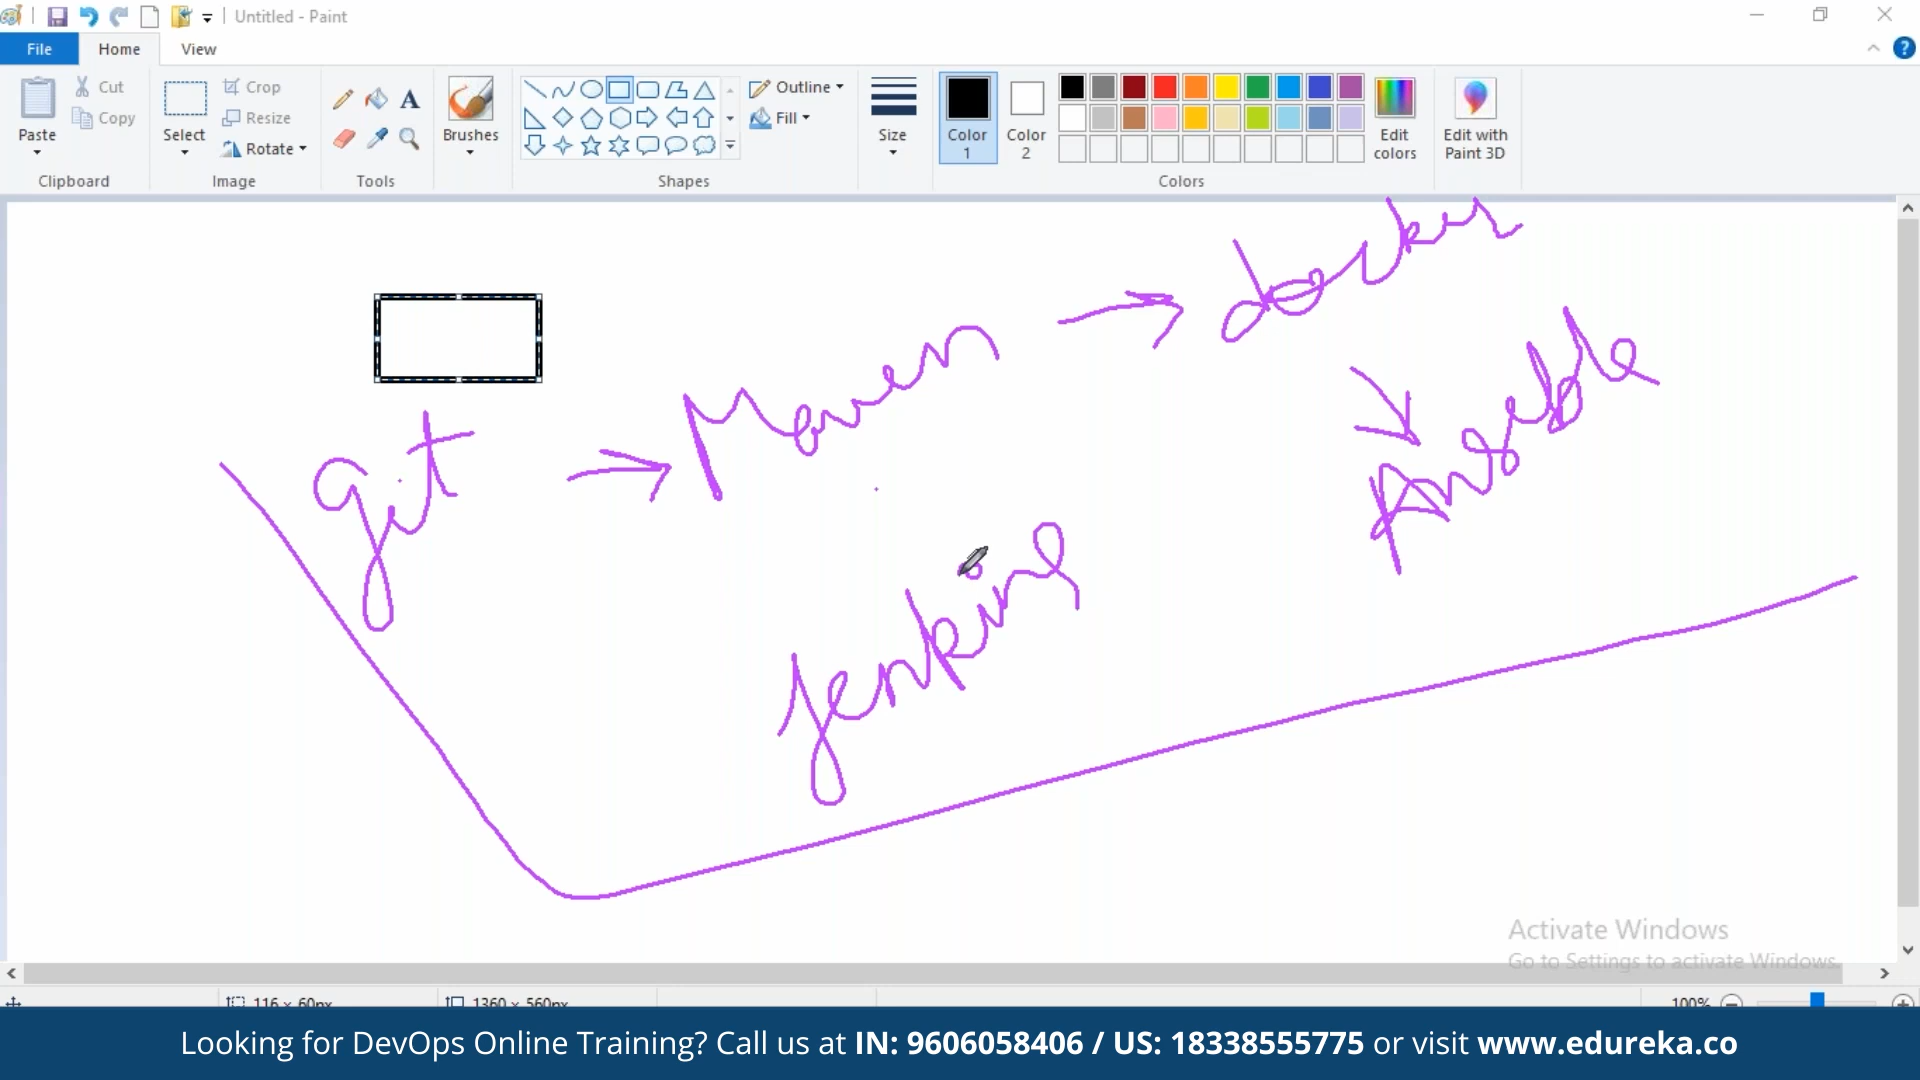 Untitled - Paint
File Home View
Paste
Cut
Copy
Clipboard
Select
Crop
Resize
Rotate
Image
Tools
Brushes
Shapes
Outline
Fill
Size
Color 1
Color 2
Edit colors
Edit with Paint 3D
Colors
docker
Maven
Ansible
git
Jenkins
Activate Windows
Go to Settings to activate Windows.
116 × 60px 1360 × 560px 100%
Looking for DevOps Online Training? Call us at IN: 9606058406 / US: 18338555775 or visit www.edureka.co